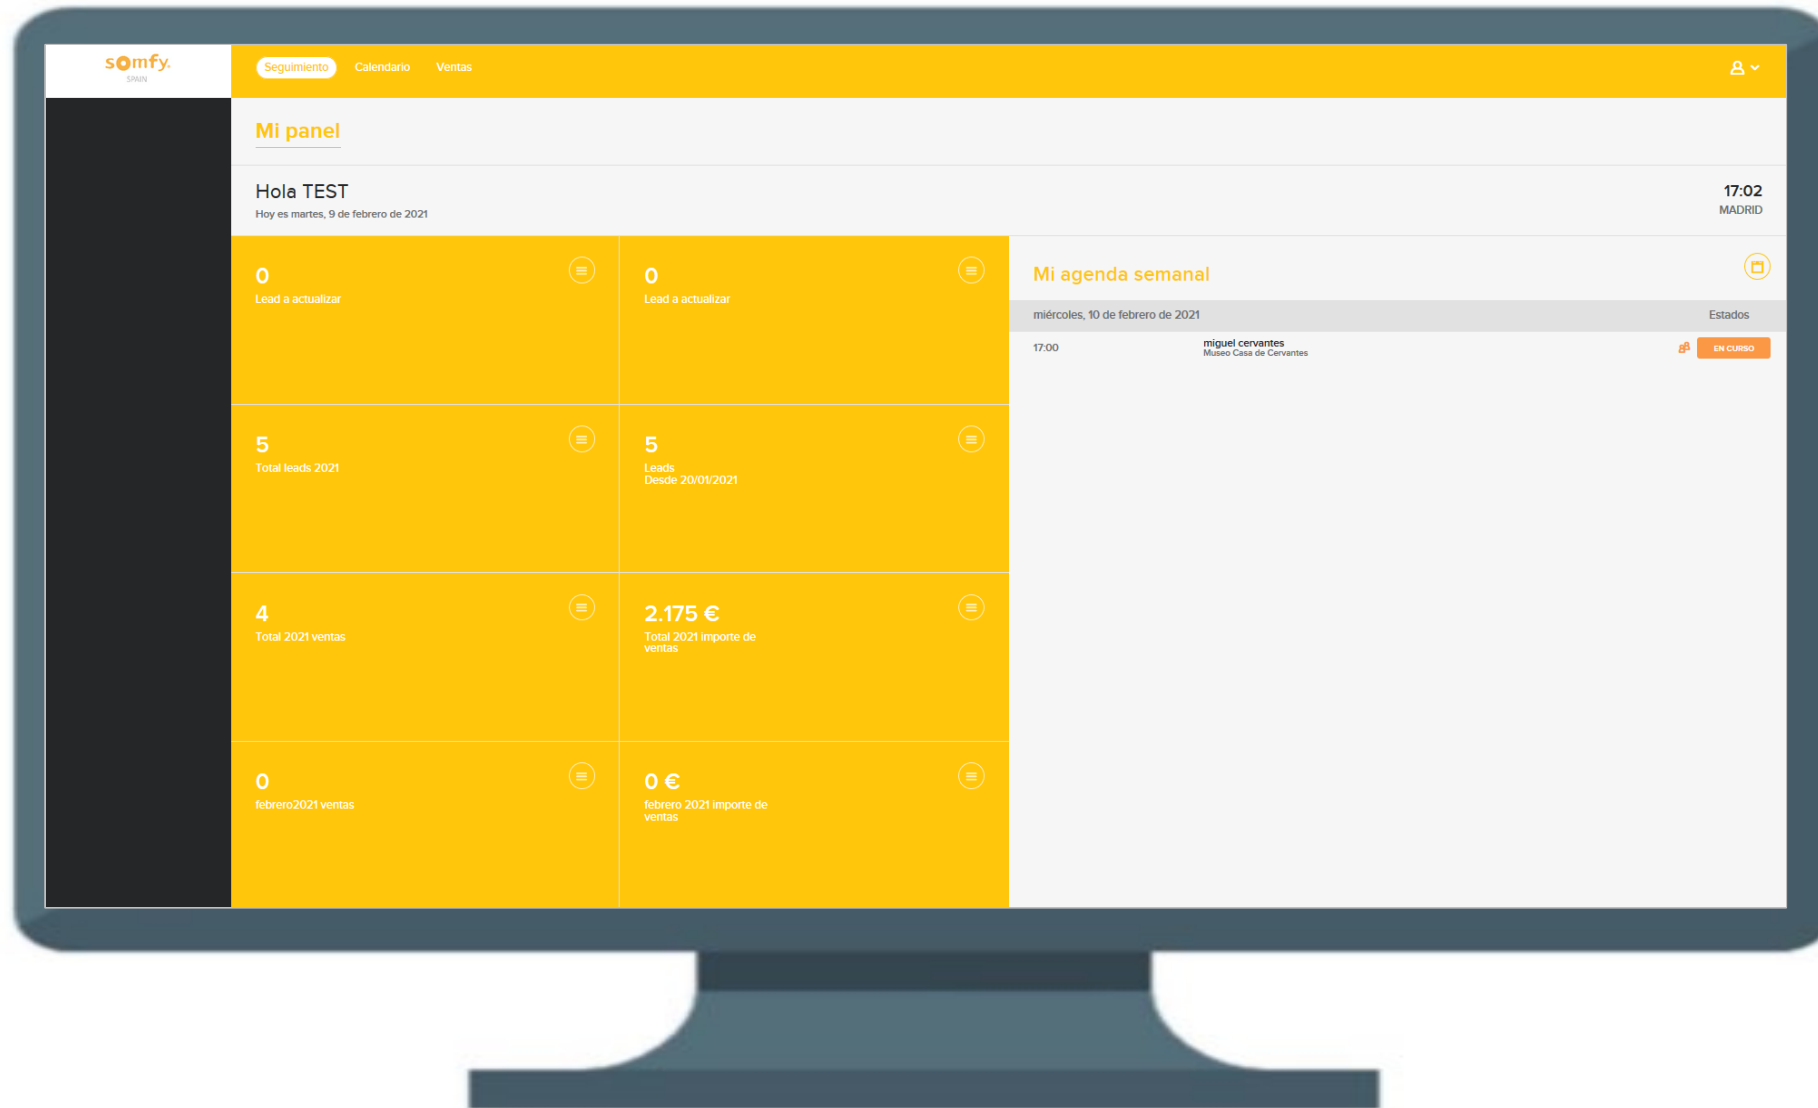 somfy.
SPAIN
Seguimiento Calendario Ventas
Mi panel
Hola TEST
Hoy es martes, 9 de febrero de 2021
17:02
MADRID
0
Lead a actualizar
0
Lead a actualizar
5
Total leads 2021
5
Leads
Desde 20/01/2021
4
Total 2021 ventas
2.175 €
Total 2021 importe de
ventas
0
febrero2021 ventas
0 €
febrero 2021 importe de
ventas
Mi agenda semanal
miércoles, 10 de febrero de 2021 Estados
17:00 miguel cervantes EN CURSO
Museo Casa de Cervantes